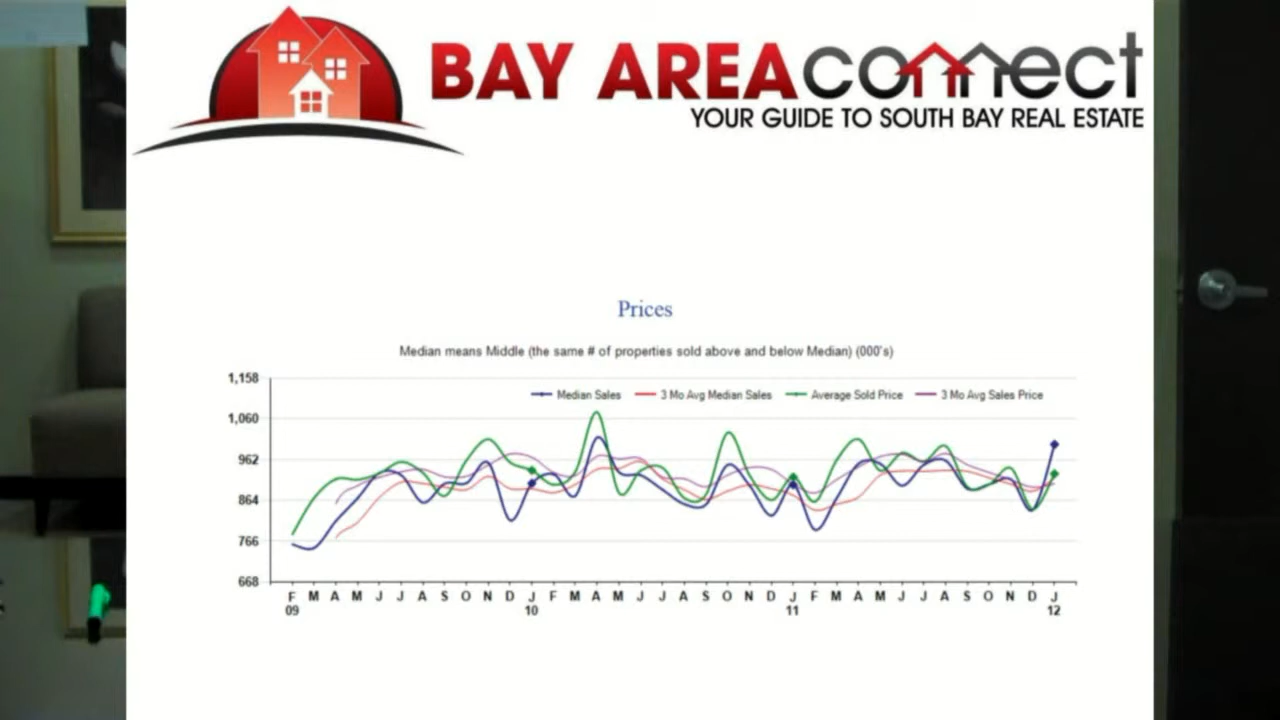 BAY AREA connect
YOUR GUIDE TO SOUTH BAY REAL ESTATE
Prices
Median means Middle (the same # of properties sold above and below Median) (000's)
Median Sales 3 Mo Avg Median Sales Average Sold Price 3 Mo Avg Sales Price
1,158
1,060
962
864
766
668
F M A M J J A S O N D J F M A M J J A S O N D J F M A M J J A S O N D J
09 10 11 12